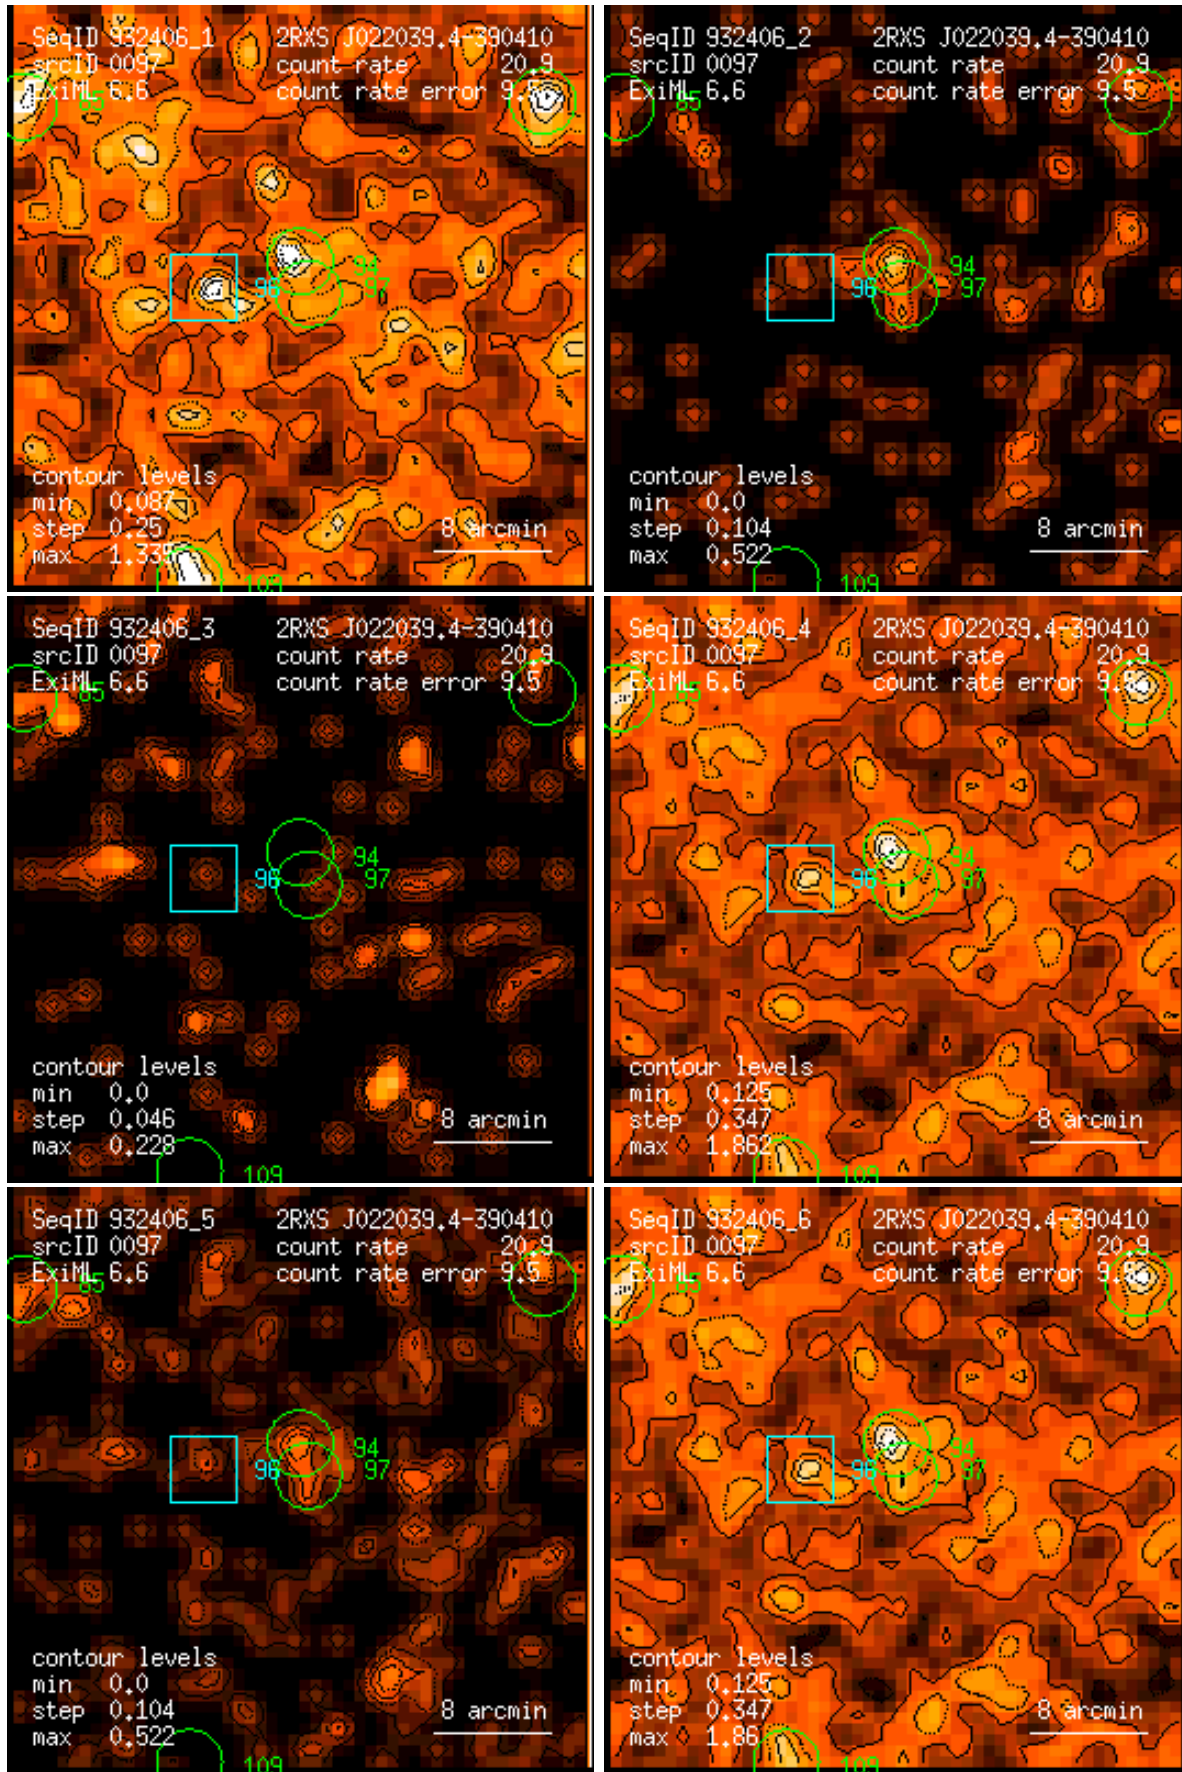 SeqID 932406_1 2RXS J022039.4-390410
srcID 0097 count rate 20.9
ExiML 6.6 count rate error 9.5
85
94
96 97
contour levels
min 0.087
step 0.25
max 1.335
8 arcmin
109
SeqID 932406_2 2RXS J022039.4-390410
srcID 0097 count rate 20.9
ExiML 6.6 count rate error 9.5
85
94
96 97
contour levels
min 0.0
step 0.104
max 0.522
8 arcmin
109
SeqID 932406_3 2RXS J022039.4-390410
srcID 0097 count rate 20.9
ExiML 6.6 count rate error 9.5
85
94
96 97
contour levels
min 0.0
step 0.046
max 0.228
8 arcmin
109
SeqID 932406_4 2RXS J022039.4-390410
srcID 0097 count rate 20.9
ExiML 6.6 count rate error 9.5
85
94
96 97
contour levels
min 0.125
step 0.347
max 1.862
8 arcmin
109
SeqID 932406_5 2RXS J022039.4-390410
srcID 0097 count rate 20.9
ExiML 6.6 count rate error 9.5
85
94
96 97
contour levels
min 0.0
step 0.104
max 0.522
8 arcmin
109
SeqID 932406_6 2RXS J022039.4-390410
srcID 0097 count rate 20.9
ExiML 6.6 count rate error 9.5
85
94
96 97
contour levels
min 0.125
step 0.347
max 1.86
8 arcmin
109